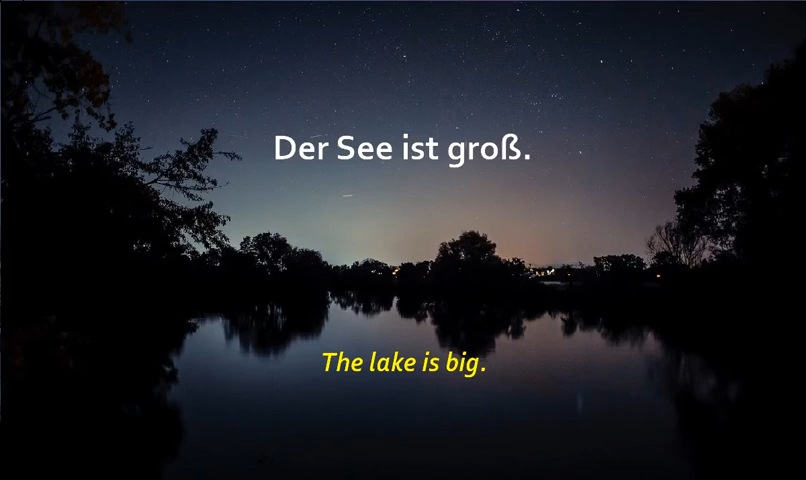 Der See ist groß.
The lake is big.